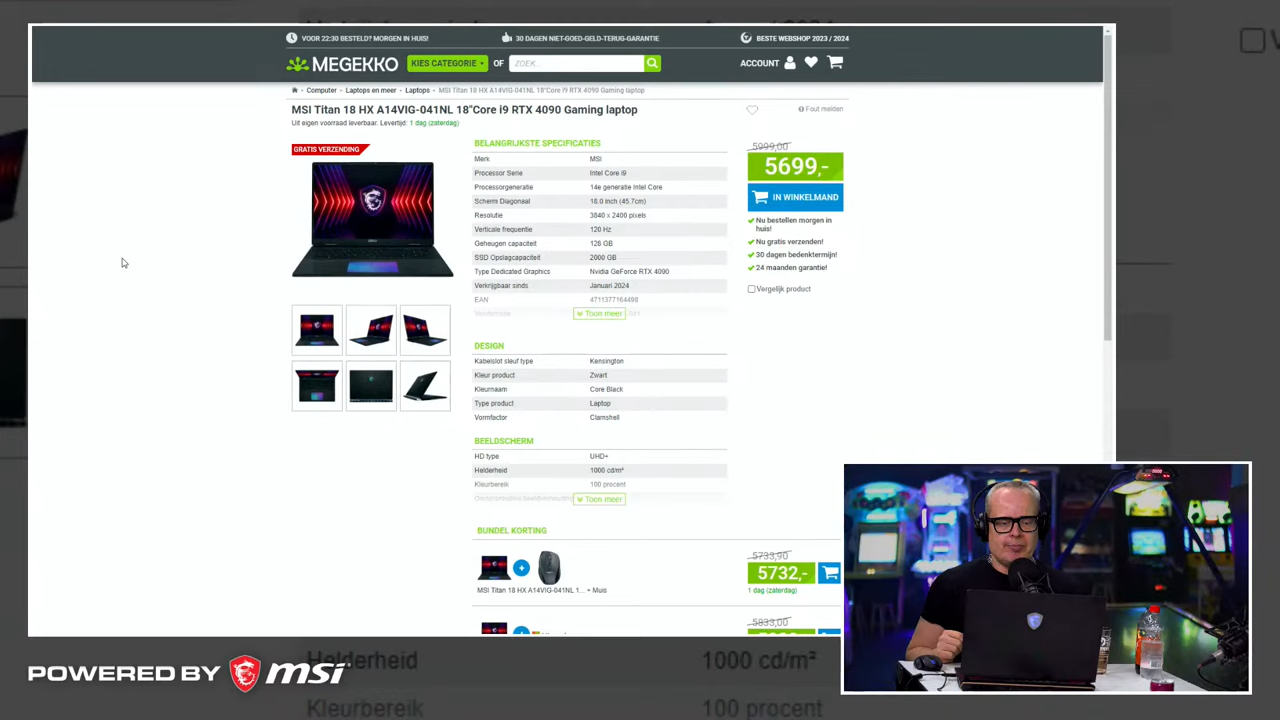 VOOR 22:30 BESTELD? MORGEN IN HUIS!
30 DAGEN NIET-GOED-GELD-TERUG-GARANTIE
BESTE WEBSHOP 2023 / 2024
MEGEKKO
KIES CATEGORIE
OF
ZOEK...
ACCOUNT
Computer
Laptops en meer
Laptops
MSI Titan 18 HX A14VIG-041NL 18"Core i9 RTX 4090 Gaming laptop
MSI Titan 18 HX A14VIG-041NL 18"Core i9 RTX 4090 Gaming laptop
Fout melden
Uit eigen voorraad leverbaar. Levertijd: 1 dag (zaterdag)
GRATIS VERZENDING
BELANGRIJKSTE SPECIFICATIES
Merk MSI
Processor Serie Intel Core i9
Processorgeneratie 14e generatie Intel Core
Scherm Diagonaal 18.0 inch (45.7cm)
Resolutie 3840 x 2400 pixels
Verticale frequentie 120 Hz
Geheugen capaciteit 128 GB
SSD Opslagcapaciteit 2000 GB
Type Dedicated Graphics Nvidia GeForce RTX 4090
Verkrijgbaar sinds Januari 2024
EAN 4711377164498
Toon meer
5999,00
5699,-
IN WINKELMAND
Nu bestellen morgen in
huis!
Nu gratis verzenden!
30 dagen bedenktermijn!
24 maanden garantie!
Vergelijk product
DESIGN
Kabelslot sleuf type Kensington
Kleur product Zwart
Kleurnaam Core Black
Type product Laptop
Vormfactor Clamshell
BEELDSCHERM
HD type UHD+
Helderheid 1000 cd/m²
Kleurbereik 100 procent
Toon meer
BUNDEL KORTING
MSI Titan 18 HX A14VIG-041NL 1... + Muis
5733,90
5732,-
1 dag (zaterdag)
5833,00
POWERED BY msi
Helderheid 1000 cd/m²
Kleurbereik 100 procent